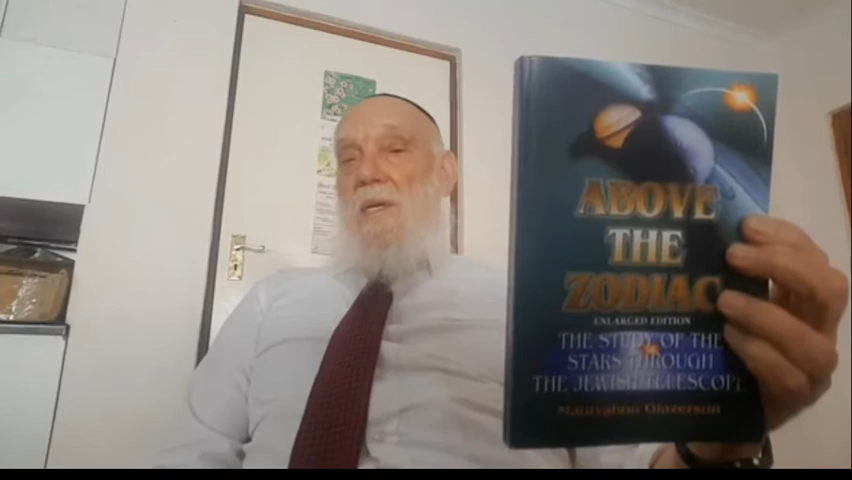 ABOVE
THE
ZODIAC
ENLARGED EDITION
THE STUDY OF THE
STARS THROUGH
THE JEWISH TELESCOPE
Matityahu Glazerson